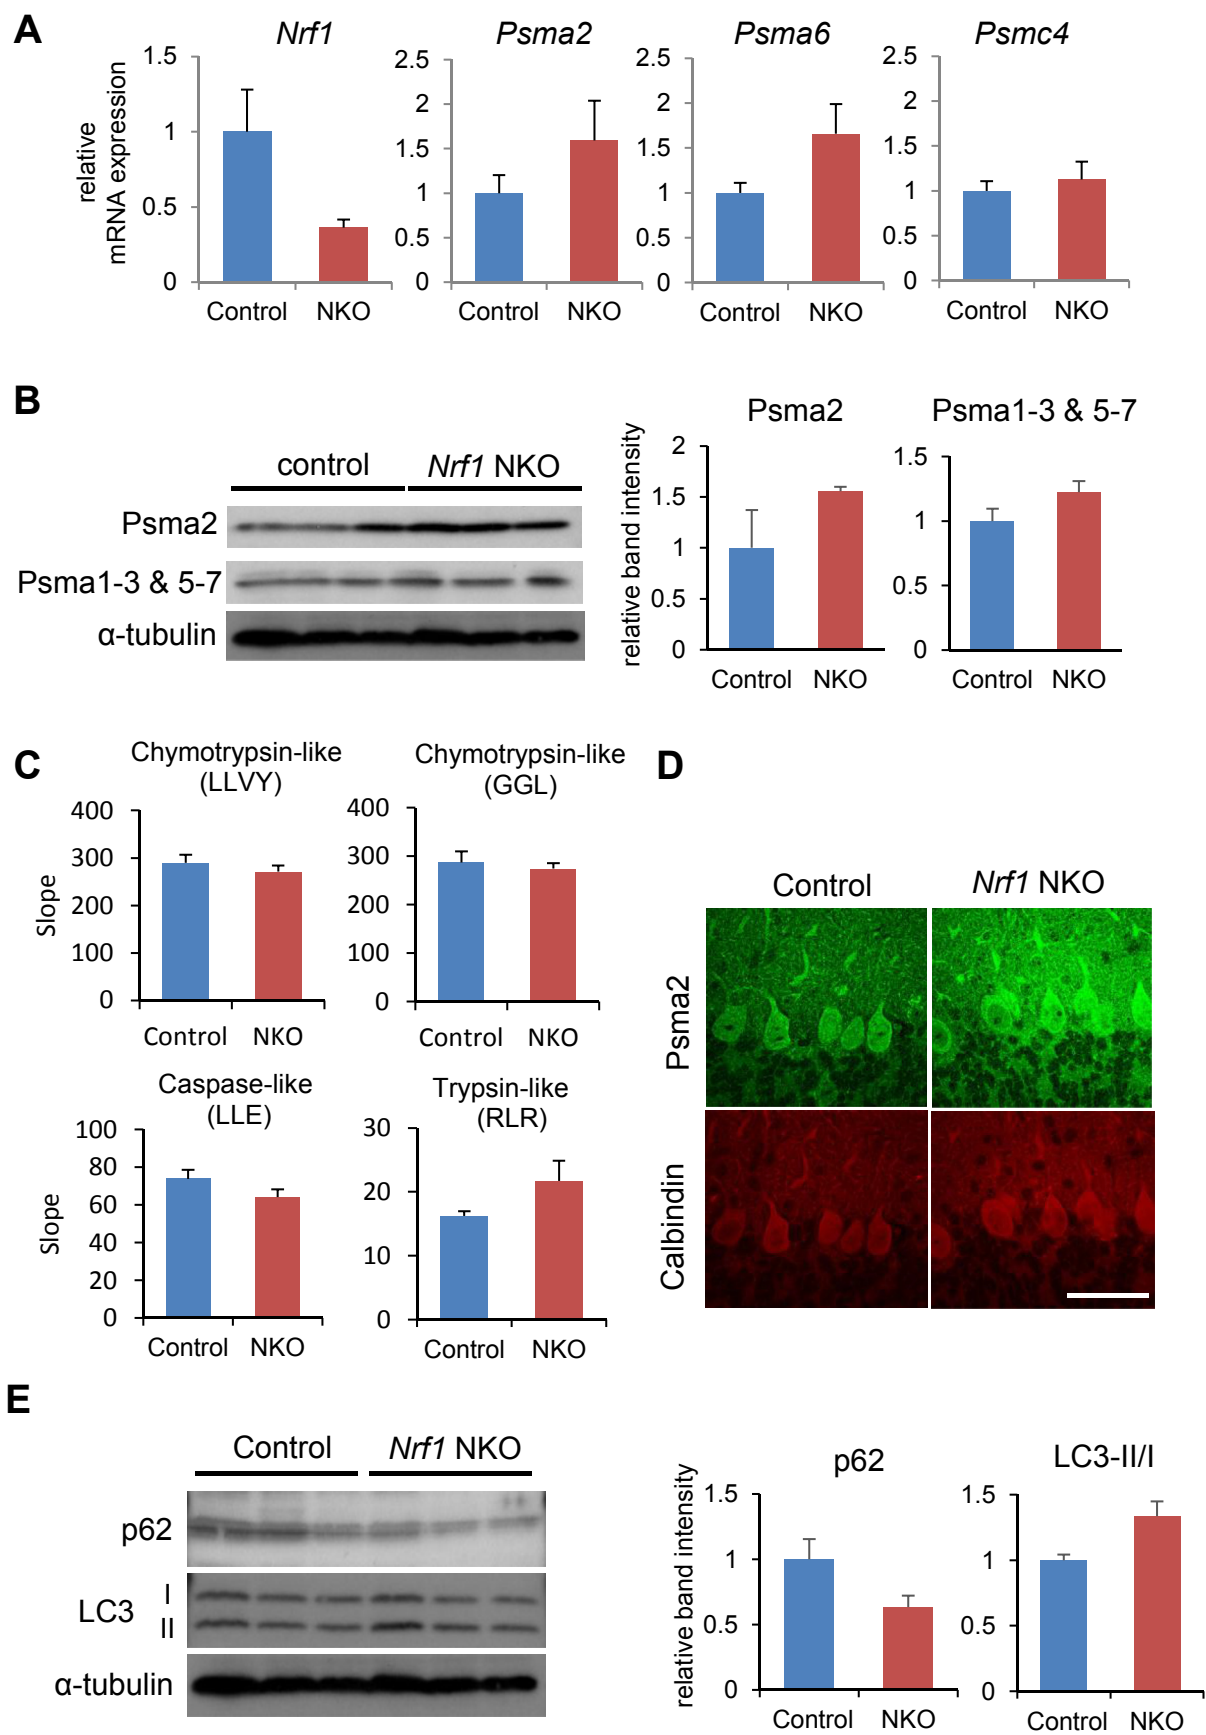 A
Nrf1
Psma2
Psma6
Psmc4
relative
mRNA expression
1.5
1
0.5
0
Control NKO
2.5
2
1.5
1
0.5
0
Control NKO
2.5
2
1.5
1
0.5
0
Control NKO
2.5
2
1.5
1
0.5
0
Control NKO
B
control
Nrf1 NKO
Psma2
Psma1-3 & 5-7
α-tubulin
Psma2
relative band intensity
2
1.5
1
0.5
0
Control NKO
Psma1-3 & 5-7
1.5
1
0.5
0
Control NKO
C
Chymotrypsin-like
(LLVY)
Slope
400
300
200
100
0
Control NKO
Chymotrypsin-like
(GGL)
400
300
200
100
0
Control NKO
Caspase-like
(LLE)
Slope
100
80
60
40
20
0
Control NKO
Trypsin-like
(RLR)
30
20
10
0
Control NKO
D
Control
Nrf1 NKO
Psma2
Calbindin
E
Control
Nrf1 NKO
p62
LC3
I
II
α-tubulin
p62
relative band intensity
1.5
1
0.5
0
Control NKO
LC3-II/I
1.5
1
0.5
0
Control NKO